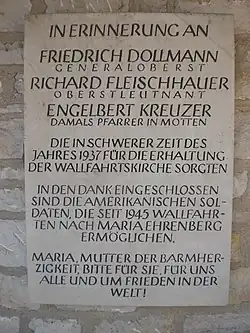 IN ERINNERUNG AN
FRIEDRICH DOLLMANN
GENERALOBERST
RICHARD FLEISCHHAUER
OBERSTLEUTNANT
ENGELBERT KREUZER
DAMALS PFARRER IN MOTTEN
DIE IN SCHWERER ZEIT DES
JAHRES 1937 FÜR DIE ERHALTUNG
DER WALLFAHRTSKIRCHE SORGTEN
IN DEN DANK EINGESCHLOSSEN
SIND DIE AMERIKANISCHEN SOL-
DATEN, DIE SEIT 1945 WALLFAHR-
TEN NACH MARIA EHRENBERG
ERMÖGLICHEN.
MARIA, MUTTER DER BARMHER-
ZIGKEIT, BITTE FÜR SIE, FÜR UNS
ALLE UND UM FRIEDEN IN DER
WELT!